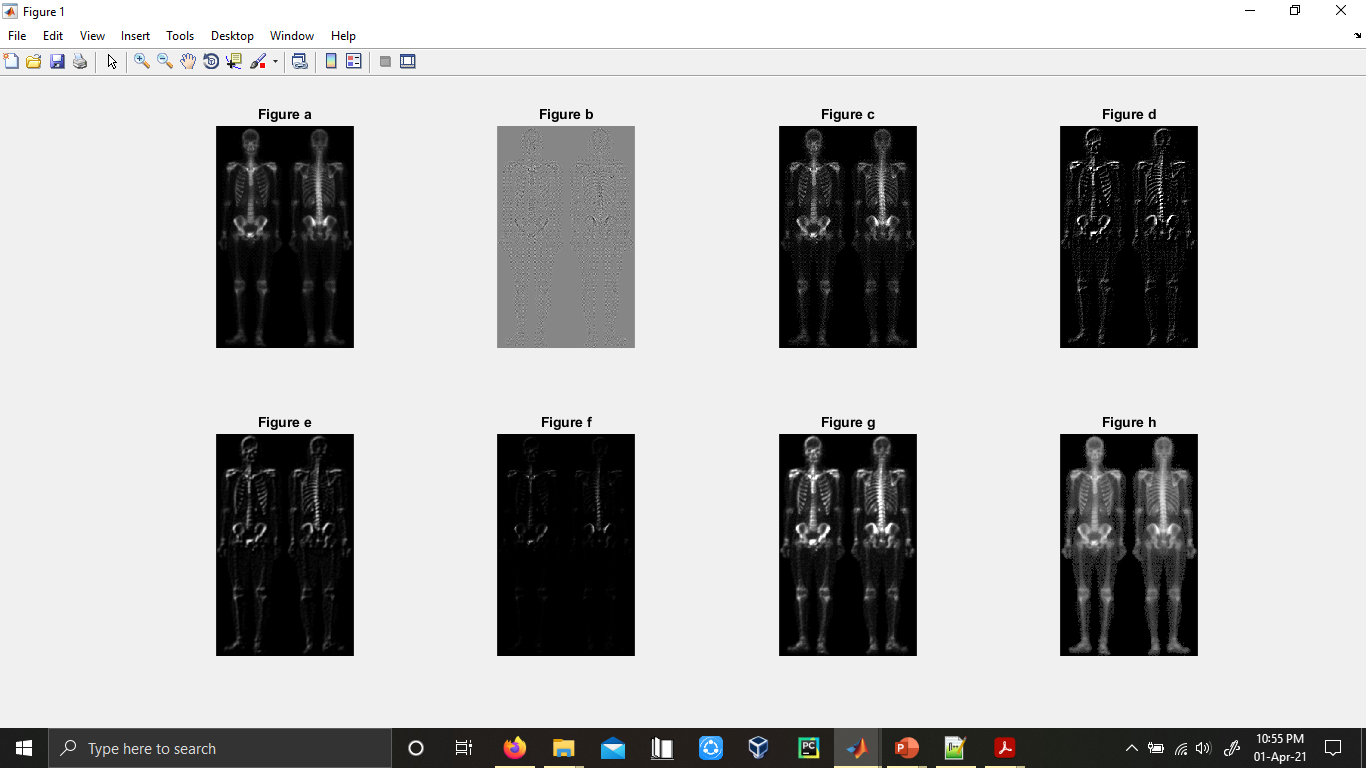 Figure 1
File Edit View Insert Tools Desktop Window Help
Figure a Figure b Figure c Figure d
Figure e Figure f Figure g Figure h
Type here to search
PC
10:55 PM
01-Apr-21